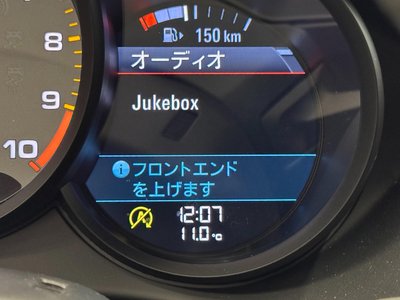 8
9
10
150 km
オーディオ
Jukebox
フロントエンド
を上げます
12:07
11.0℃